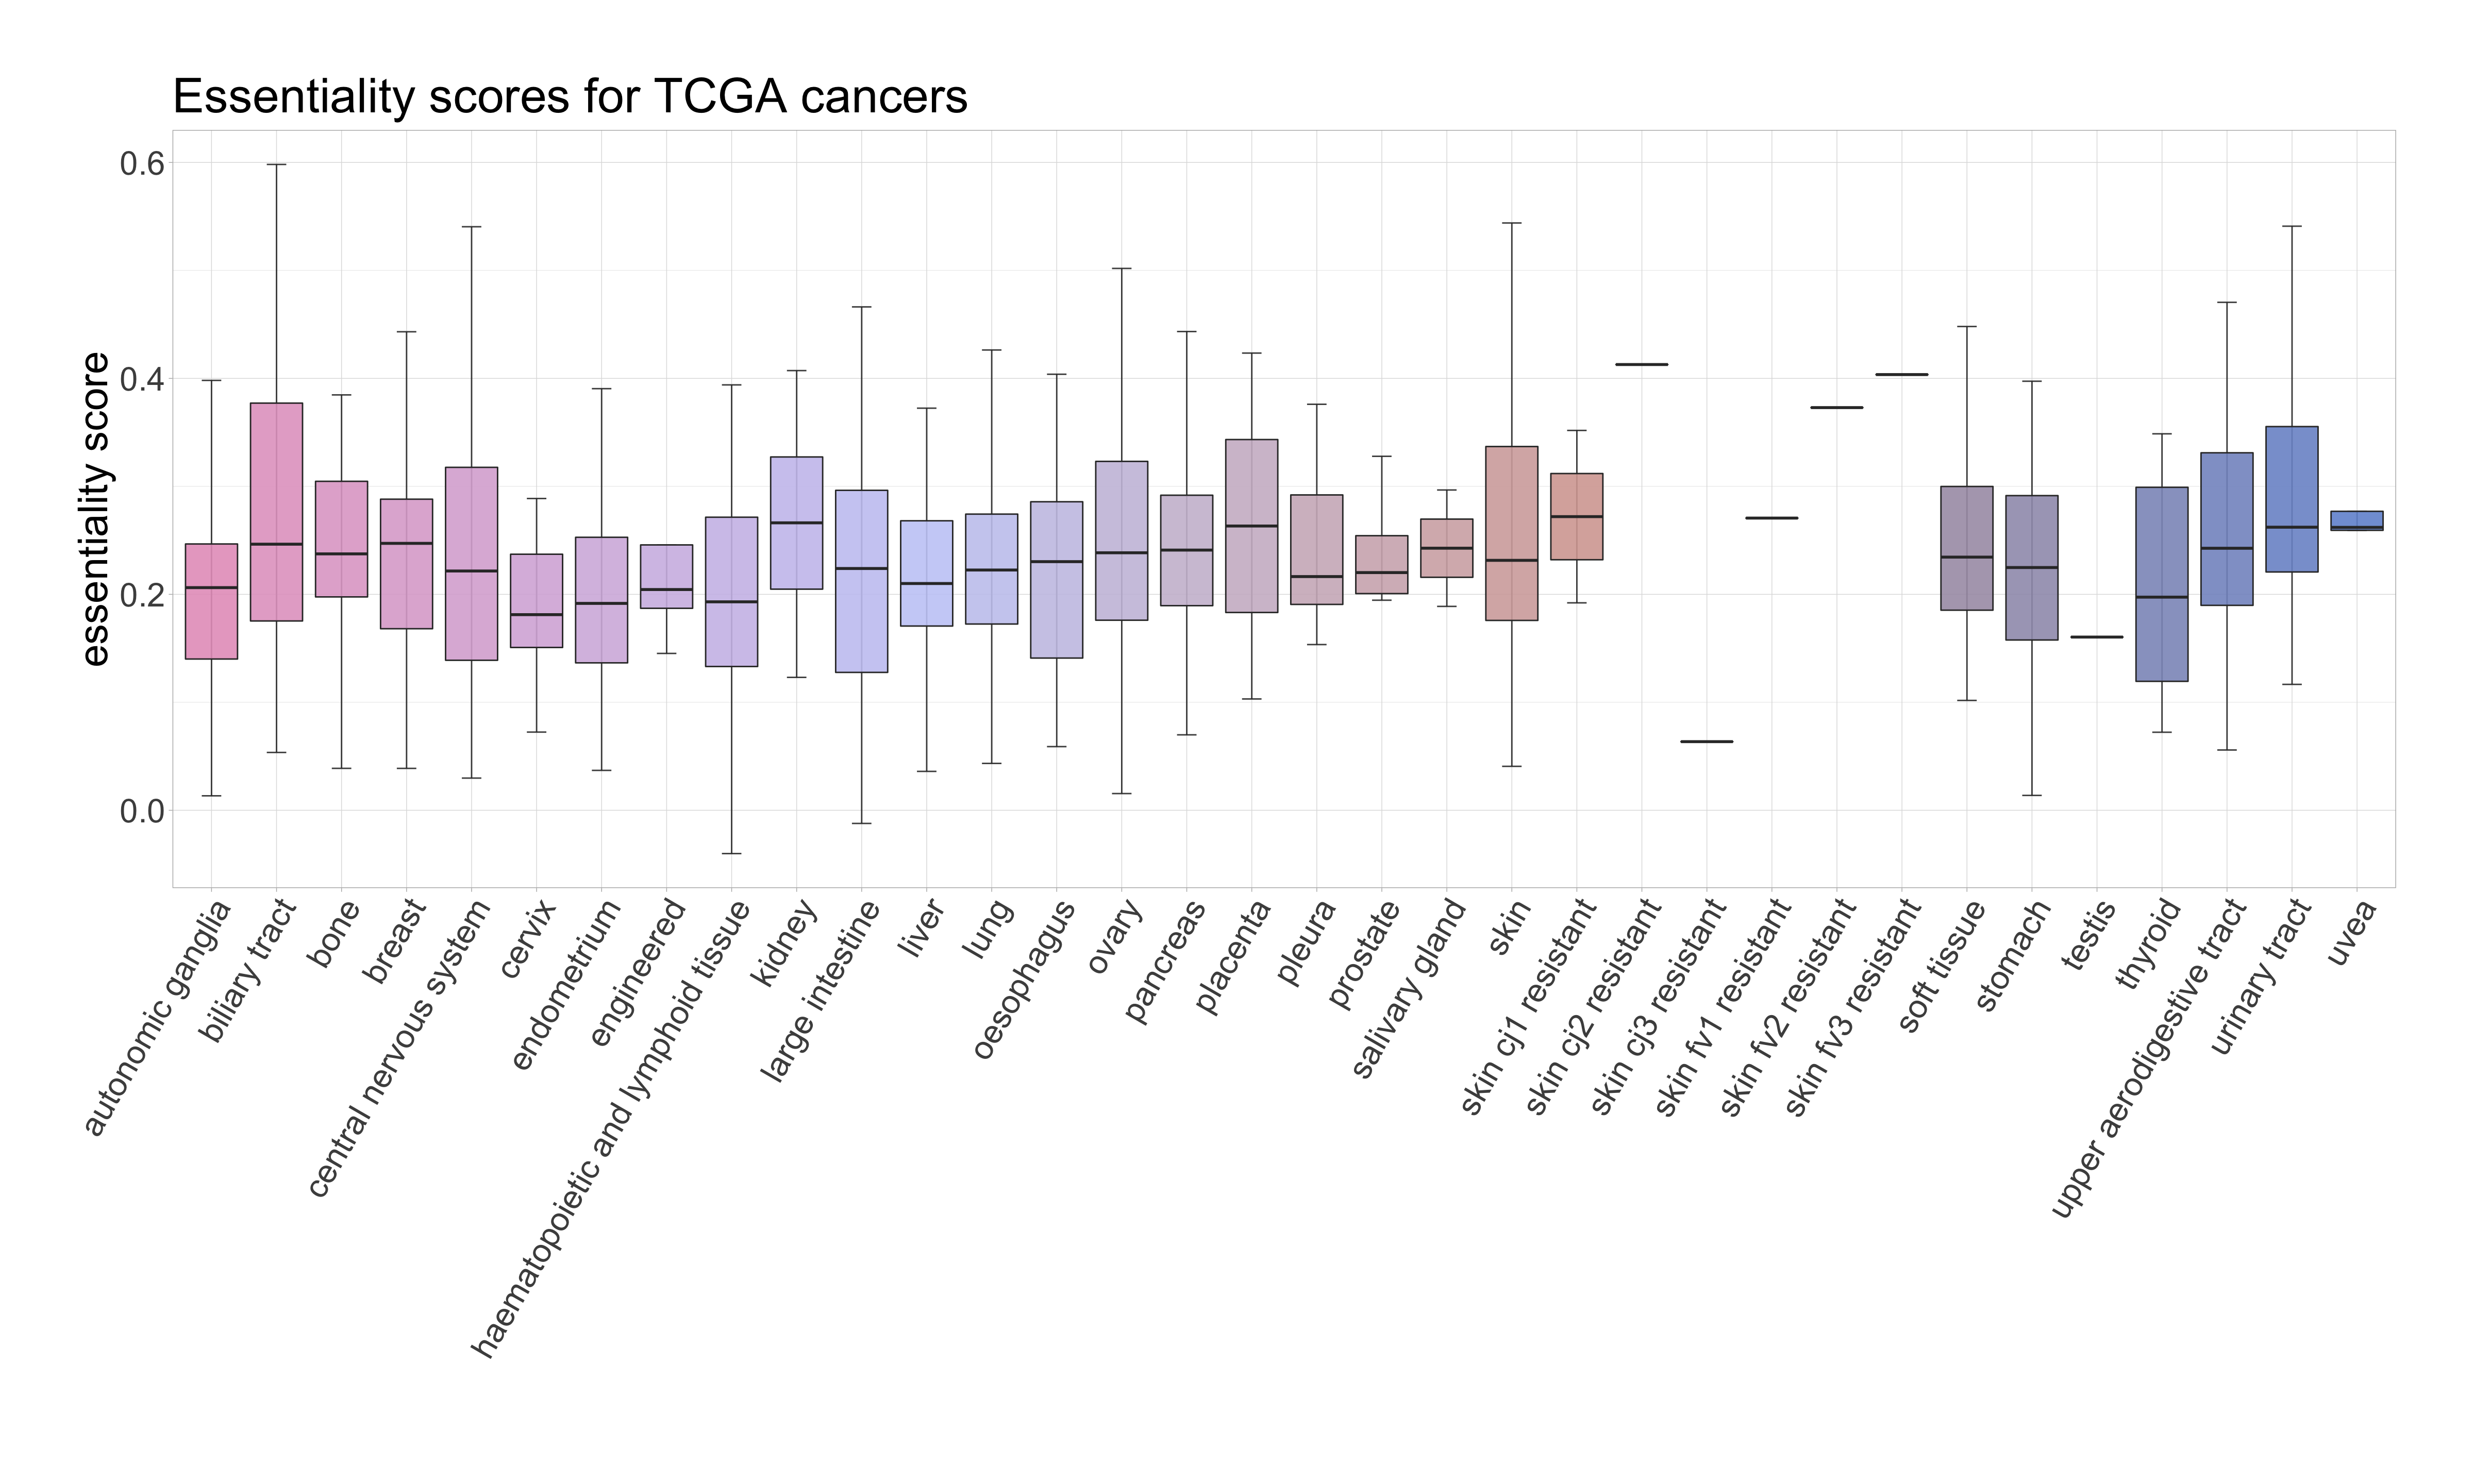 Essentiality scores for TCGA cancers
essentiality score
0.6
0.4
0.2
0.0
autonomic ganglia
biliary tract
bone
breast
central nervous system
cervix
endometrium
engineered
haematopoietic and lymphoid tissue
kidney
large intestine
liver
lung
oesophagus
ovary
pancreas
placenta
pleura
prostate
salivary gland
skin
skin cj1 resistant
skin cj2 resistant
skin cj3 resistant
skin fv1 resistant
skin fv2 resistant
skin fv3 resistant
soft tissue
stomach
testis
thyroid
upper aerodigestive tract
urinary tract
uvea